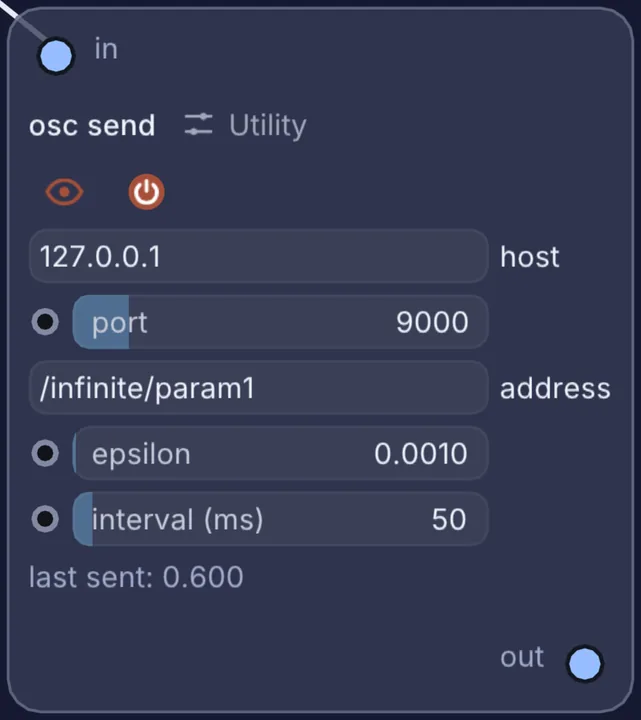 in
osc send Utility
127.0.0.1 host
port 9000
/infinite/param1 address
epsilon 0.0010
interval (ms) 50
last sent: 0.600
out